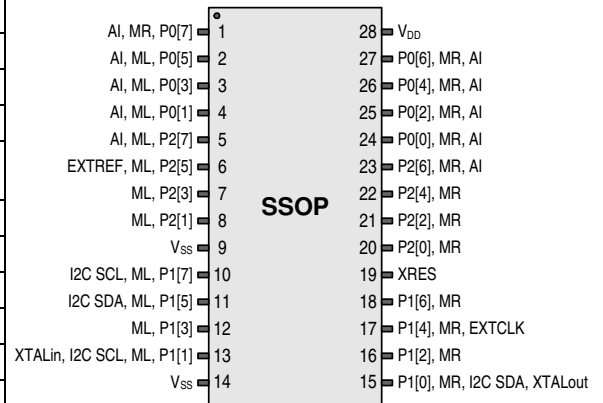 AI, MR, P0[7] 1 28 VDD
AI, ML, P0[5] 2 27 P0[6], MR, AI
AI, ML, P0[3] 3 26 P0[4], MR, AI
AI, ML, P0[1] 4 25 P0[2], MR, AI
AI, ML, P2[7] 5 24 P0[0], MR, AI
EXTREF, ML, P2[5] 6 23 P2[6], MR, AI
ML, P2[3] 7 22 P2[4], MR
SSOP
ML, P2[1] 8 21 P2[2], MR
VSS 9 20 P2[0], MR
I2C SCL, ML, P1[7] 10 19 XRES
I2C SDA, ML, P1[5] 11 18 P1[6], MR
ML, P1[3] 12 17 P1[4], MR, EXTCLK
XTALin, I2C SCL, ML, P1[1] 13 16 P1[2], MR
VSS 14 15 P1[0], MR, I2C SDA, XTALout